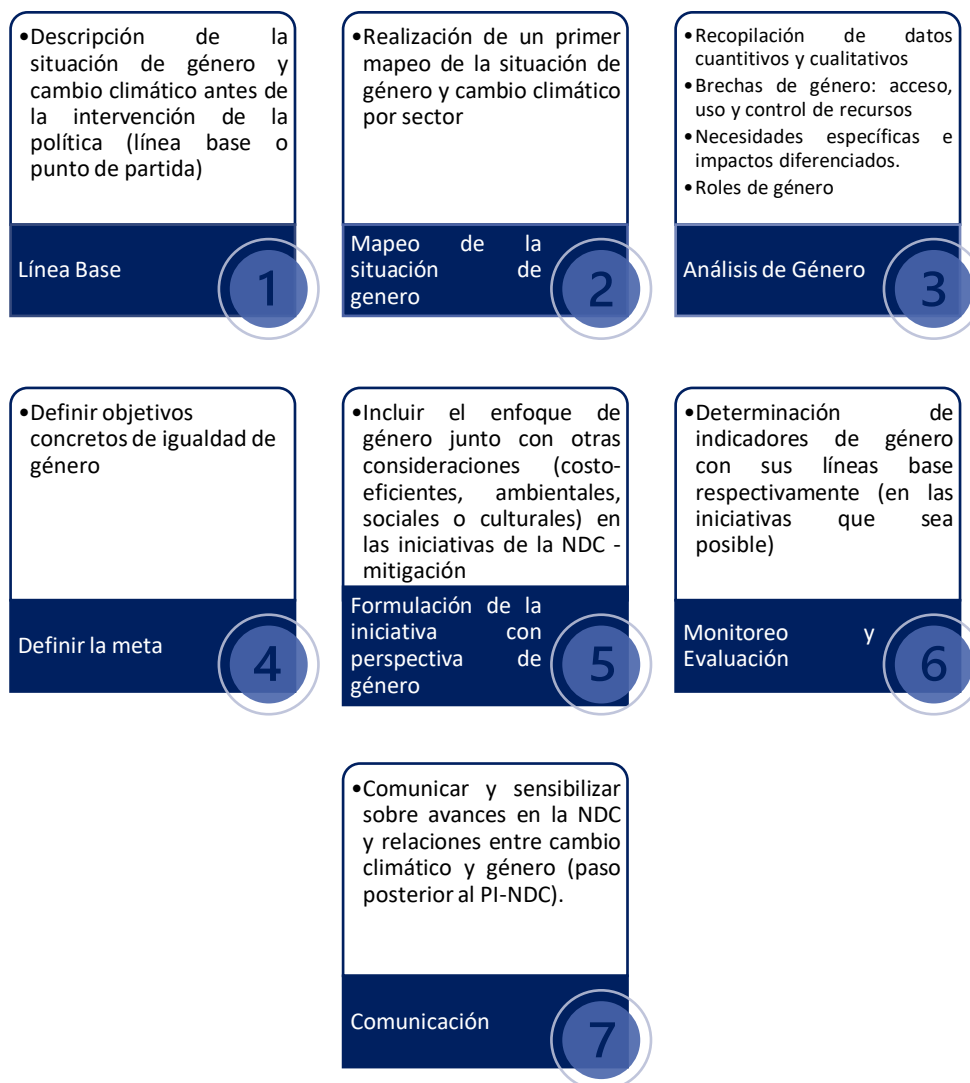 •Descripción de la
situación de género y
cambio climático antes de
la intervención de la
política (línea base o
punto de partida)
Línea Base
1
•Realización de un primer
mapeo de la situación de
género y cambio climático
por sector
Mapeo de la
situación de
genero
2
•Recopilación de datos
cuantitivos y cualitativos
•Brechas de género: acceso,
uso y control de recursos
•Necesidades específicas e
impactos diferenciados.
•Roles de género
Análisis de Género
3
•Definir objetivos
concretos de igualdad de
género
Definir la meta
4
•Incluir el enfoque de
género junto con otras
consideraciones (costo-
eficientes, ambientales,
sociales o culturales) en
las iniciativas de la NDC -
mitigación
Formulación de la
iniciativa con
perspectiva de
género
5
•Determinación de
indicadores de género
con sus líneas base
respectivamente (en las
iniciativas que sea
posible)
Monitoreo y
Evaluación
6
•Comunicar y sensibilizar
sobre avances en la NDC
y relaciones entre cambio
climático y género (paso
posterior al PI-NDC).
Comunicación
7